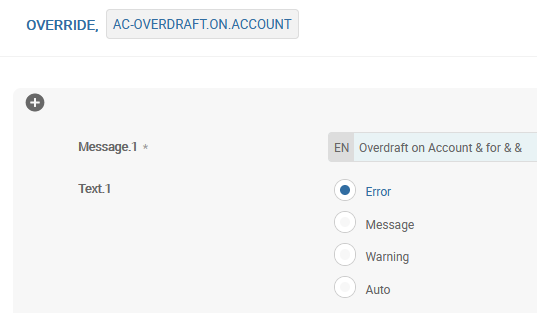 OVERRIDE, AC-OVERDRAFT.ON.ACCOUNT
Message.1 * EN Overdraft on Account & for & &
Text.1 Error
Message
Warning
Auto